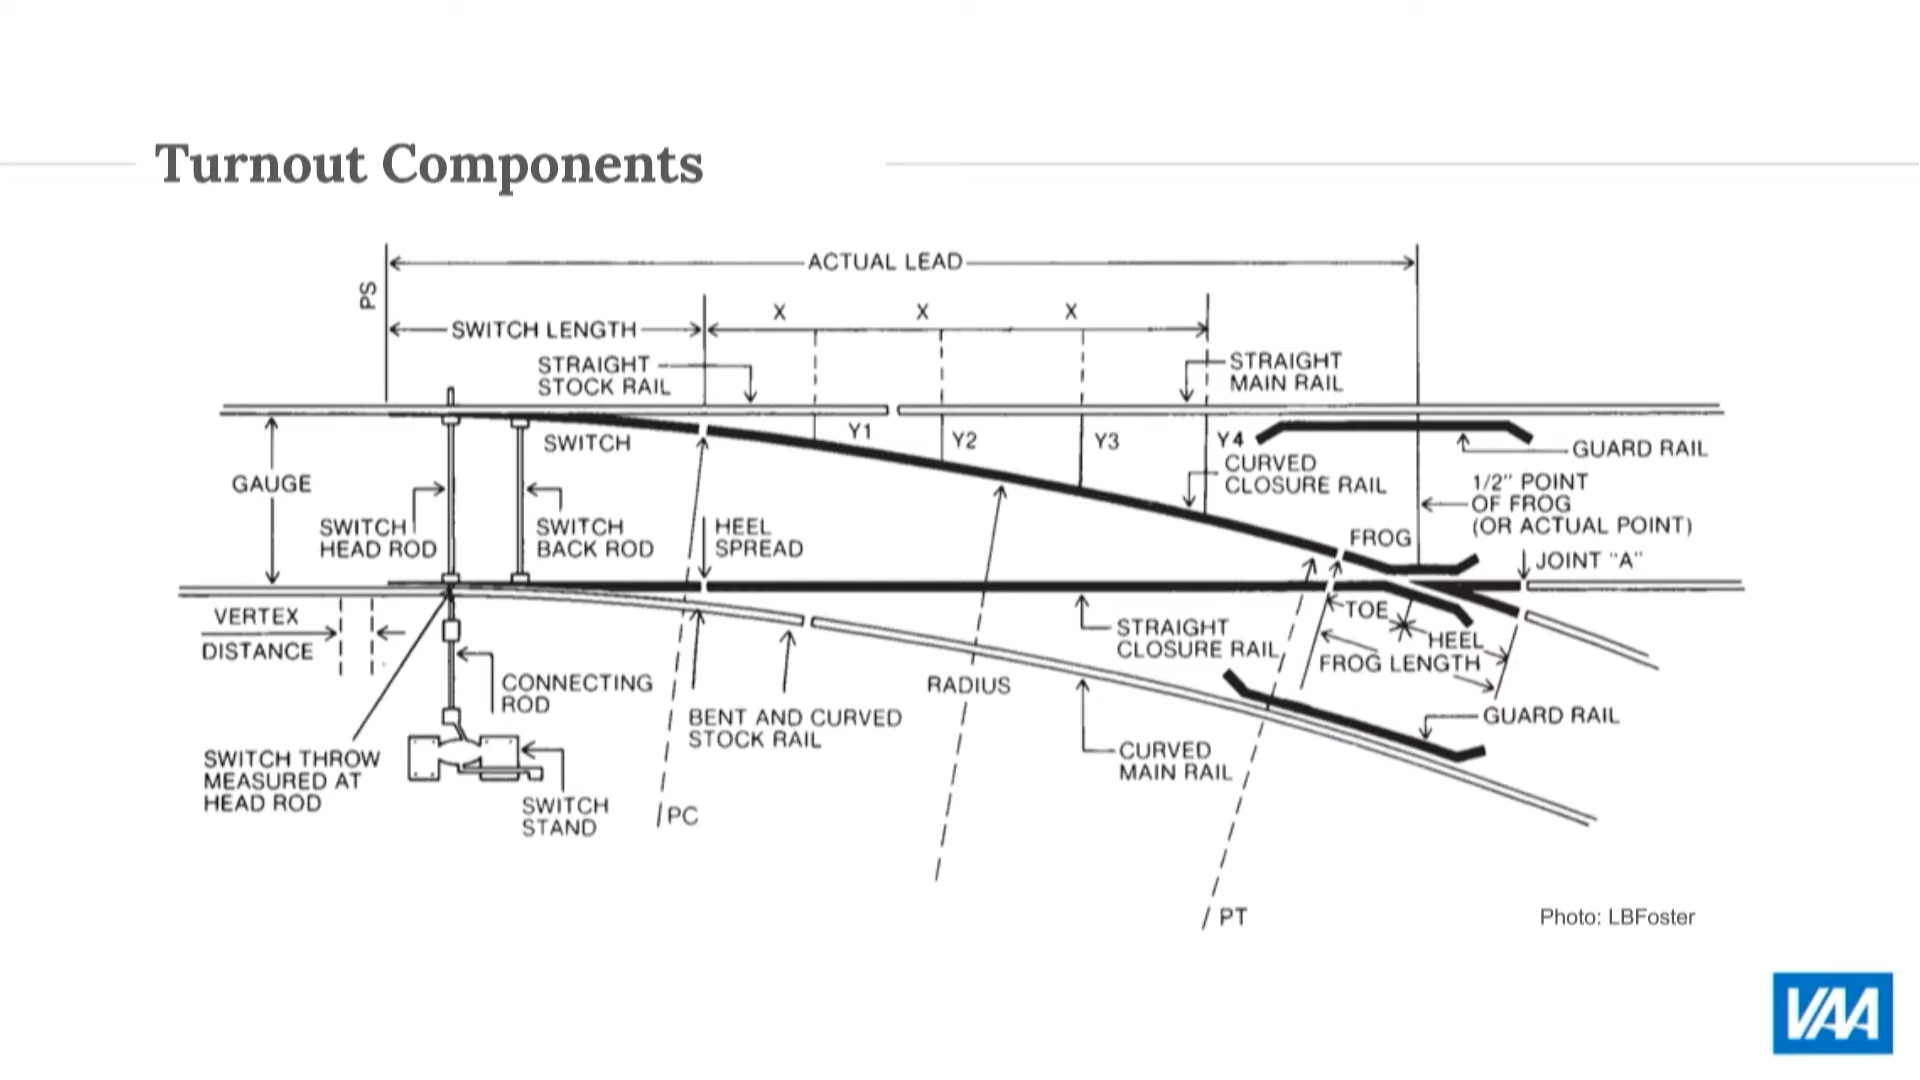 Turnout Components
ACTUAL LEAD
PS
X X X
SWITCH LENGTH
STRAIGHT
STOCK RAIL
STRAIGHT
MAIN RAIL
SWITCH
Y1
Y2
Y3
Y4
GUARD RAIL
CURVED
CLOSURE RAIL
GAUGE
1/2" POINT
OF FROG
(OR ACTUAL POINT)
SWITCH
HEAD ROD
SWITCH
BACK ROD
HEEL
SPREAD
FROG
JOINT "A"
VERTEX
DISTANCE
TOE
HEEL
FROG LENGTH
STRAIGHT
CLOSURE RAIL
CONNECTING
ROD
RADIUS
BENT AND CURVED
STOCK RAIL
GUARD RAIL
CURVED
MAIN RAIL
SWITCH THROW
MEASURED AT
HEAD ROD
SWITCH
STAND
PC
PT
Photo: LBFoster
VAA